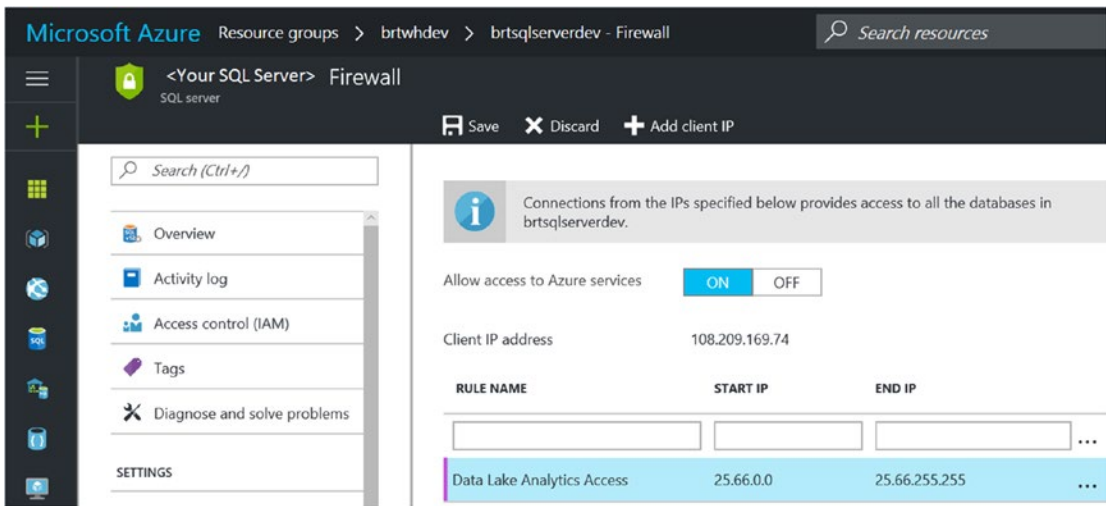 Microsoft Azure Resource groups > brtwhdev > brtsqlserverdev - Firewall
Search resources
<Your SQL Server> Firewall
SQL server
Save Discard Add client IP
Search (Ctrl+/)
Overview
Activity log
Access control (IAM)
Tags
Diagnose and solve problems
SETTINGS
Connections from the IPs specified below provides access to all the databases in
brtsqlserverdev.
Allow access to Azure services ON OFF
Client IP address 108.209.169.74
RULE NAME START IP END IP
...
Data Lake Analytics Access 25.66.0.0 25.66.255.255 ...